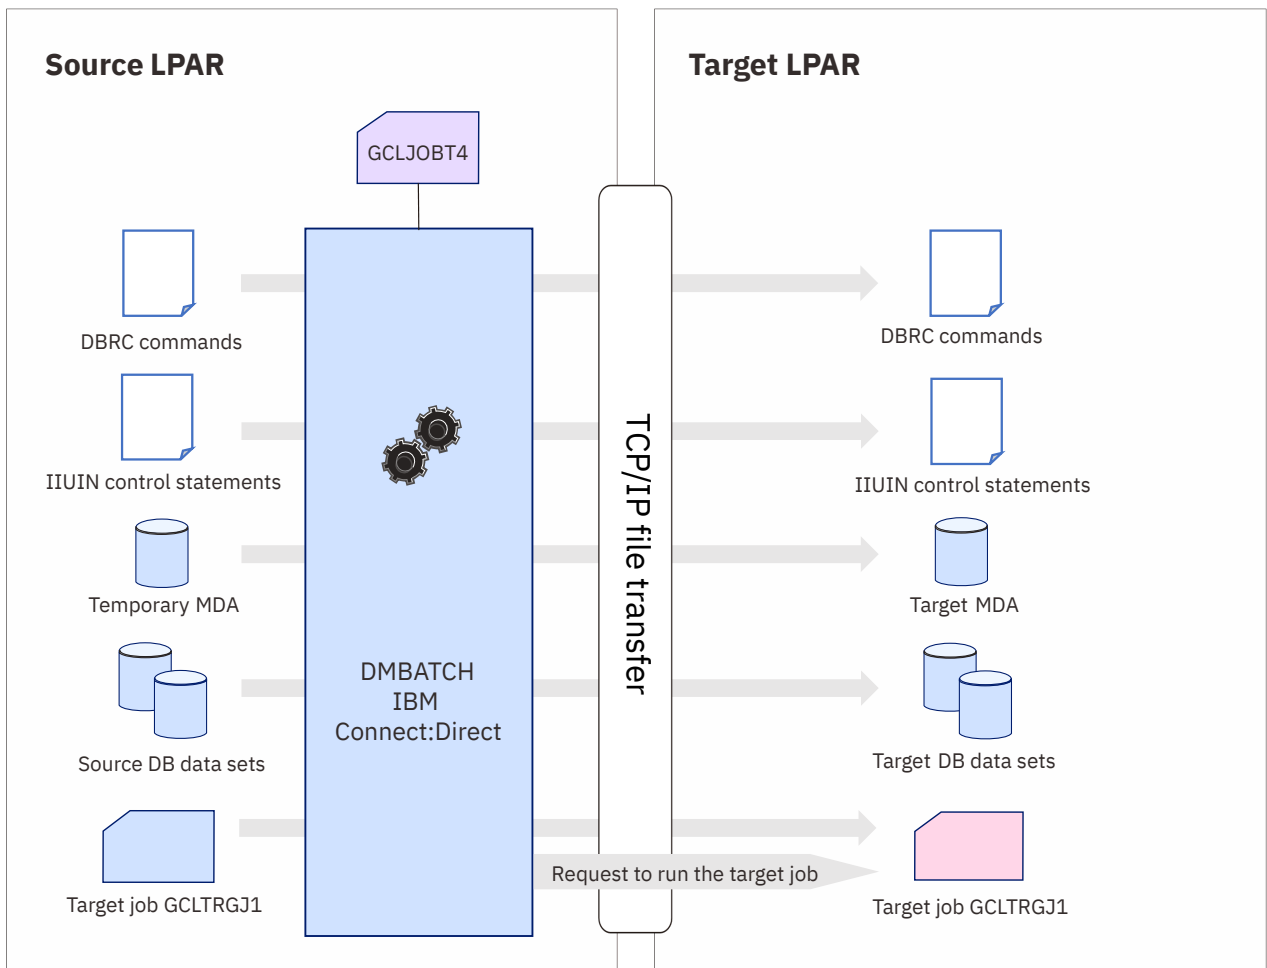 Source LPAR
Target LPAR
GCLJOBT4
DBRC commands
DBRC commands
IIUIN control statements
IIUIN control statements
TCP/IP file transfer
Temporary MDA
Target MDA
DMBATCH
IBM
Connect:Direct
Source DB data sets
Target DB data sets
Request to run the target job
Target job GCLTRGJ1
Target job GCLTRGJ1